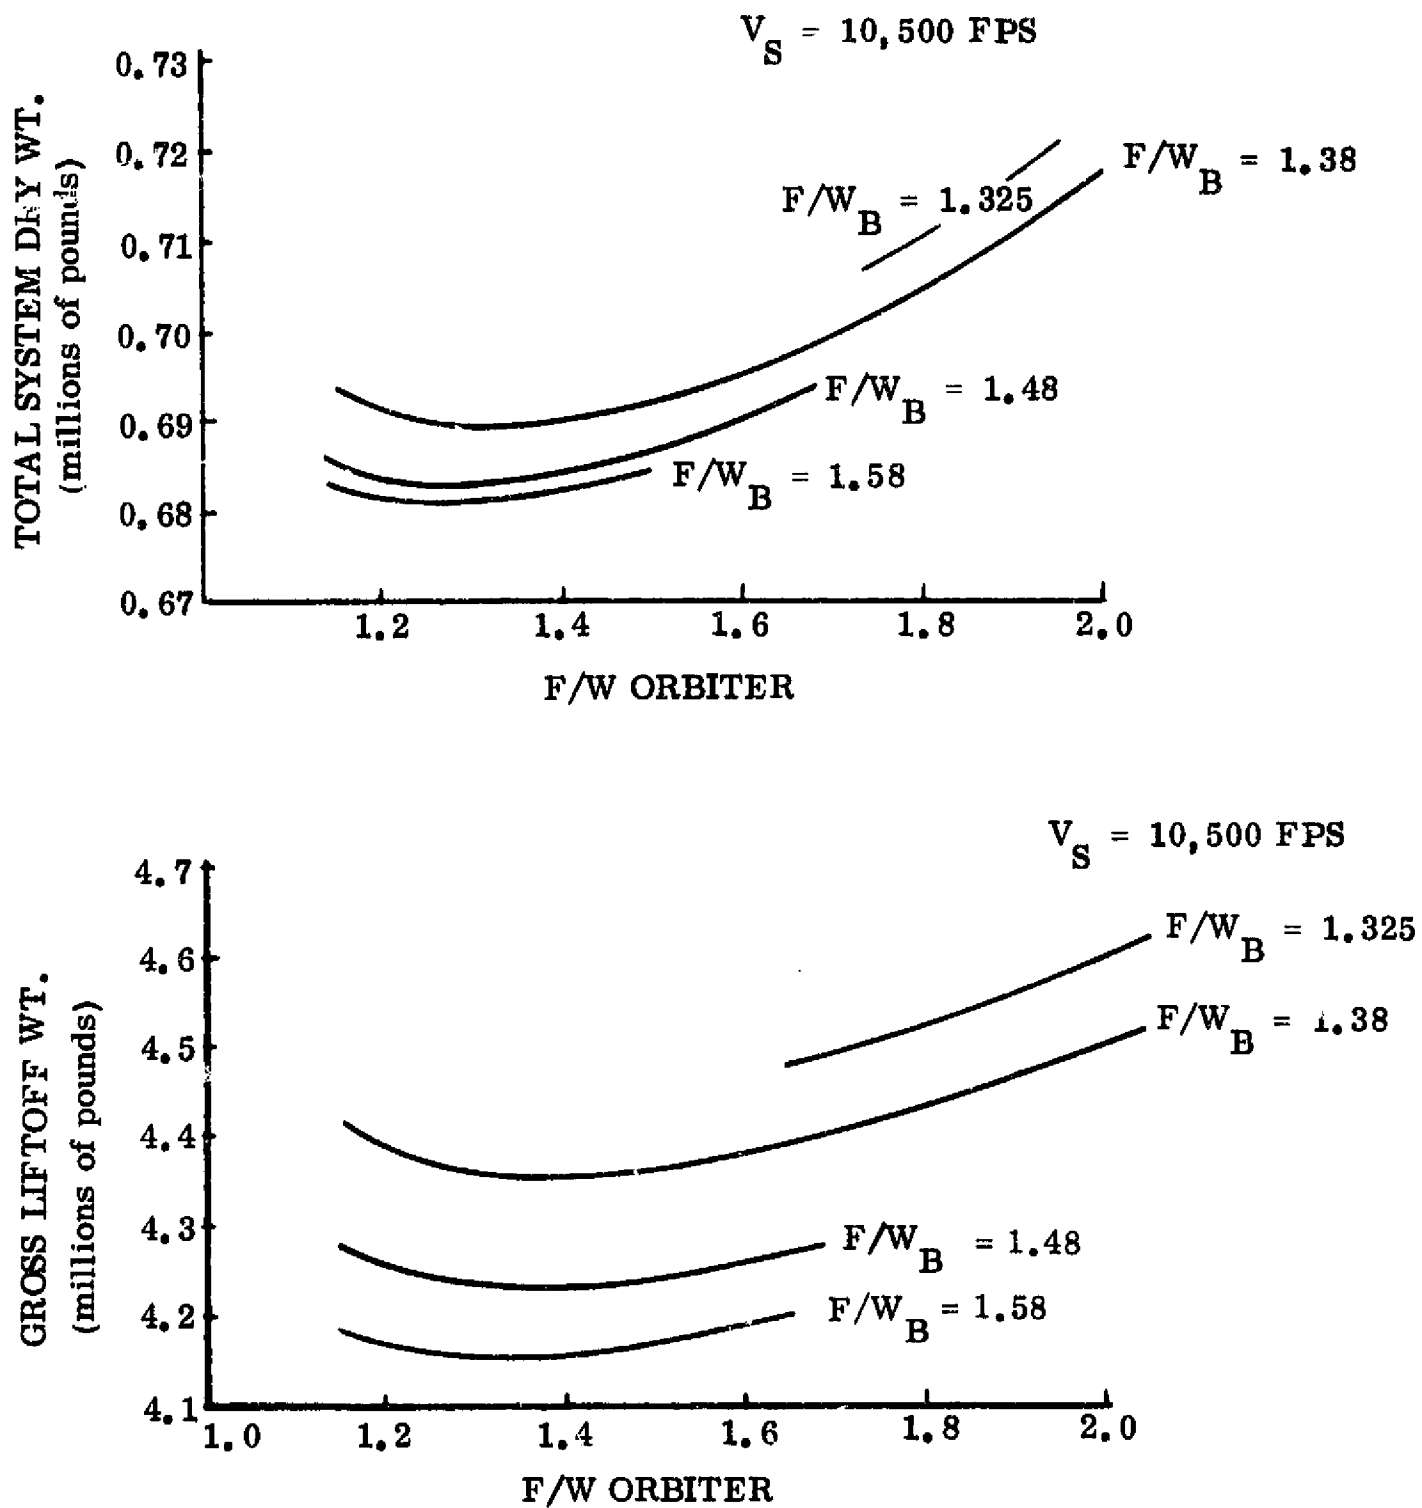 V_S = 10,500 FPS
TOTAL SYSTEM DRY WT.
(millions of pounds)
0.73
0.72
0.71
0.70
0.69
0.68
0.67
F/W_B = 1.38
F/W_B = 1.325
F/W_B = 1.48
F/W_B = 1.58
1.2 1.4 1.6 1.8 2.0
F/W ORBITER
V_S = 10,500 FPS
GROSS LIFTOFF WT.
(millions of pounds)
4.7
4.6
4.5
4.4
4.3
4.2
4.1
F/W_B = 1.325
F/W_B = 1.38
F/W_B = 1.48
F/W_B = 1.58
1.0 1.2 1.4 1.6 1.8 2.0
F/W ORBITER